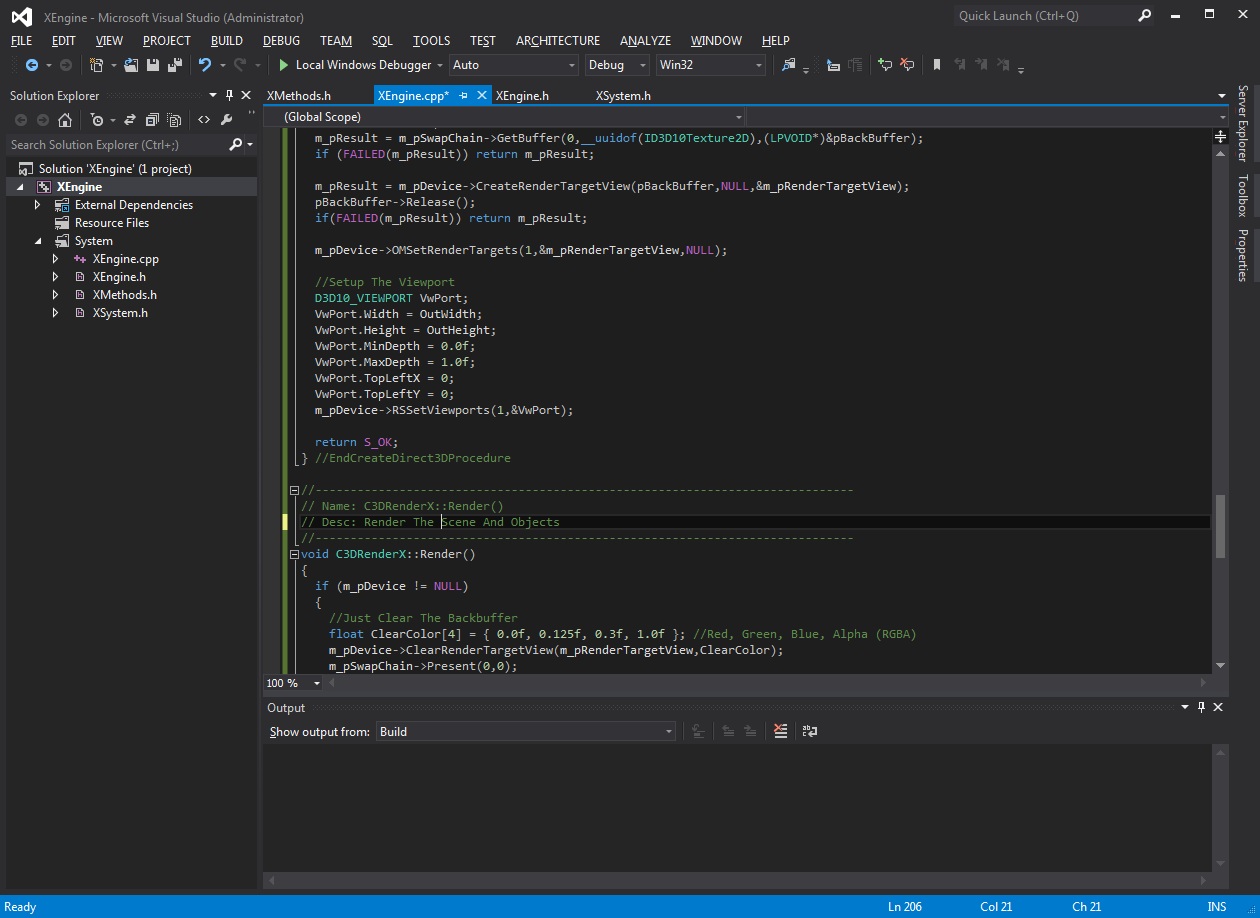 XEngine - Microsoft Visual Studio (Administrator)
Quick Launch (Ctrl+Q)
FILE EDIT VIEW PROJECT BUILD DEBUG TEAM SQL TOOLS TEST ARCHITECTURE ANALYZE WINDOW HELP
Local Windows Debugger Auto Debug Win32
Solution Explorer
Search Solution Explorer (Ctrl+;)
Solution 'XEngine' (1 project)
XEngine
External Dependencies
Resource Files
System
XEngine.cpp
XEngine.h
XMethods.h
XSystem.h
XMethods.h XEngine.cpp* XEngine.h XSystem.h
(Global Scope)
m_pResult = m_pSwapChain->GetBuffer(0,__uuidof(ID3D10Texture2D),(LPVOID*)&pBackBuffer);
if (FAILED(m_pResult)) return m_pResult;
m_pResult = m_pDevice->CreateRenderTargetView(pBackBuffer,NULL,&m_pRenderTargetView);
pBackBuffer->Release();
if(FAILED(m_pResult)) return m_pResult;
m_pDevice->OMSetRenderTargets(1,&m_pRenderTargetView,NULL);
//Setup The Viewport
D3D10_VIEWPORT VwPort;
VwPort.Width = OutWidth;
VwPort.Height = OutHeight;
VwPort.MinDepth = 0.0f;
VwPort.MaxDepth = 1.0f;
VwPort.TopLeftX = 0;
VwPort.TopLeftY = 0;
m_pDevice->RSSetViewports(1,&VwPort);
return S_OK;
} //EndCreateDirect3DProcedure
//-----------------------------------------------------------------------------
// Name: C3DRenderX::Render()
// Desc: Render The Scene And Objects
//-----------------------------------------------------------------------------
void C3DRenderX::Render()
{
if (m_pDevice != NULL)
{
//Just Clear The Backbuffer
float ClearColor[4] = { 0.0f, 0.125f, 0.3f, 1.0f }; //Red, Green, Blue, Alpha (RGBA)
m_pDevice->ClearRenderTargetView(m_pRenderTargetView,ClearColor);
m_pSwapChain->Present(0,0);
100 %
Output
Show output from: Build
Server Explorer
Toolbox
Properties
Ready
Ln 206 Col 21 Ch 21 INS